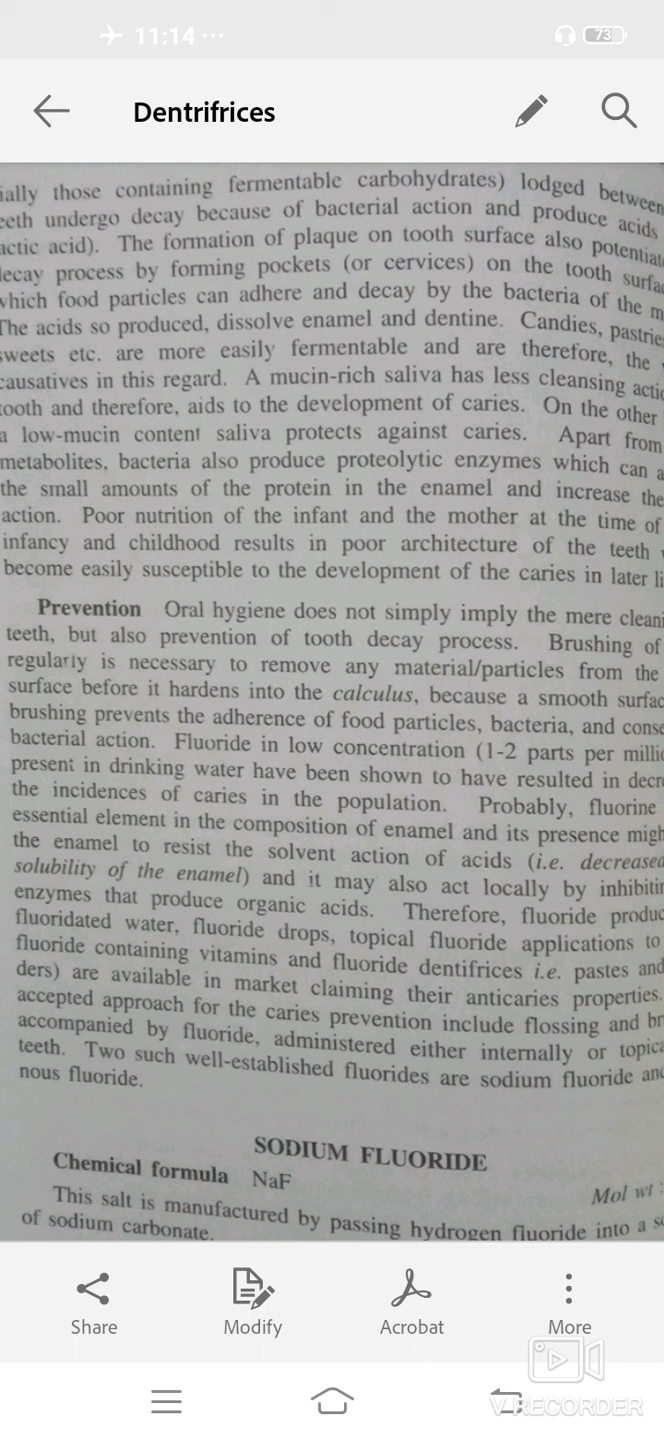 11:14 ...
73
Dentrifrices
ially those containing fermentable carbohydrates) lodged between
eeth undergo decay because of bacterial action and produce acids
actic acid). The formation of plaque on tooth surface also potentiat
decay process by forming pockets (or cervices) on the tooth surfa
which food particles can adhere and decay by the bacteria of the m
The acids so produced, dissolve enamel and dentine. Candies, pastrie
sweets etc. are more easily fermentable and are therefore, the
causatives in this regard. A mucin-rich saliva has less cleansing actio
tooth and therefore, aids to the development of caries. On the other
a low-mucin content saliva protects against caries. Apart from
metabolites, bacteria also produce proteolytic enzymes which can a
the small amounts of the protein in the enamel and increase the
action. Poor nutrition of the infant and the mother at the time of
infancy and childhood results in poor architecture of the teeth
become easily susceptible to the development of the caries in later li
Prevention Oral hygiene does not simply imply the mere cleani
teeth, but also prevention of tooth decay process. Brushing of
regularly is necessary to remove any material/particles from the
surface before it hardens into the calculus, because a smooth surfac
brushing prevents the adherence of food particles, bacteria, and conse
bacterial action. Fluoride in low concentration (1-2 parts per millio
present in drinking water have been shown to have resulted in decre
the incidences of caries in the population. Probably, fluorine
essential element in the composition of enamel and its presence migh
the enamel to resist the solvent action of acids (i.e. decreased
solubility of the enamel) and it may also act locally by inhibitin
enzymes that produce organic acids. Therefore, fluoride produc
fluoridated water, fluoride drops, topical fluoride applications to
fluoride containing vitamins and fluoride dentifrices i.e. pastes and
ders) are available in market claiming their anticaries properties.
accepted approach for the caries prevention include flossing and br
accompanied by fluoride, administered either internally or topica
teeth. Two such well-established fluorides are sodium fluoride and
nous fluoride.
SODIUM FLUORIDE
Chemical formula NaF
Mol wt :
This salt is manufactured by passing hydrogen fluoride into a so
of sodium carbonate.
Share Modify Acrobat More
V RECORDER